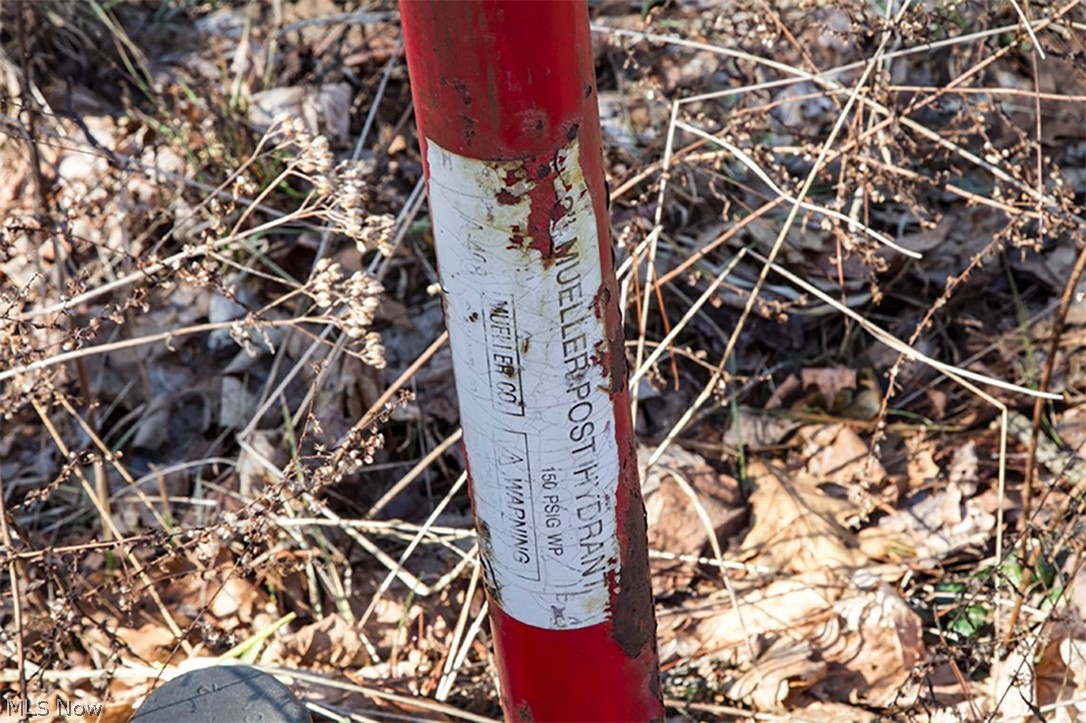 MUELLER POST HYDRANT
150 PSIG WP
MUELLER CO.
⚠ WARNING
MLS Now